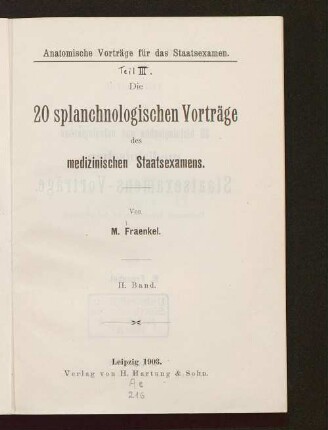 Anatomische Vorträge für das Staatsexamen.
Teil III.
Die
20 splanchnologischen Vorträge
des
medizinischen Staatsexamens.
Von
M. Fraenkel.
II. Band.
Leipzig 1906.
Verlag von H. Hartung & Sohn.
Ae
216